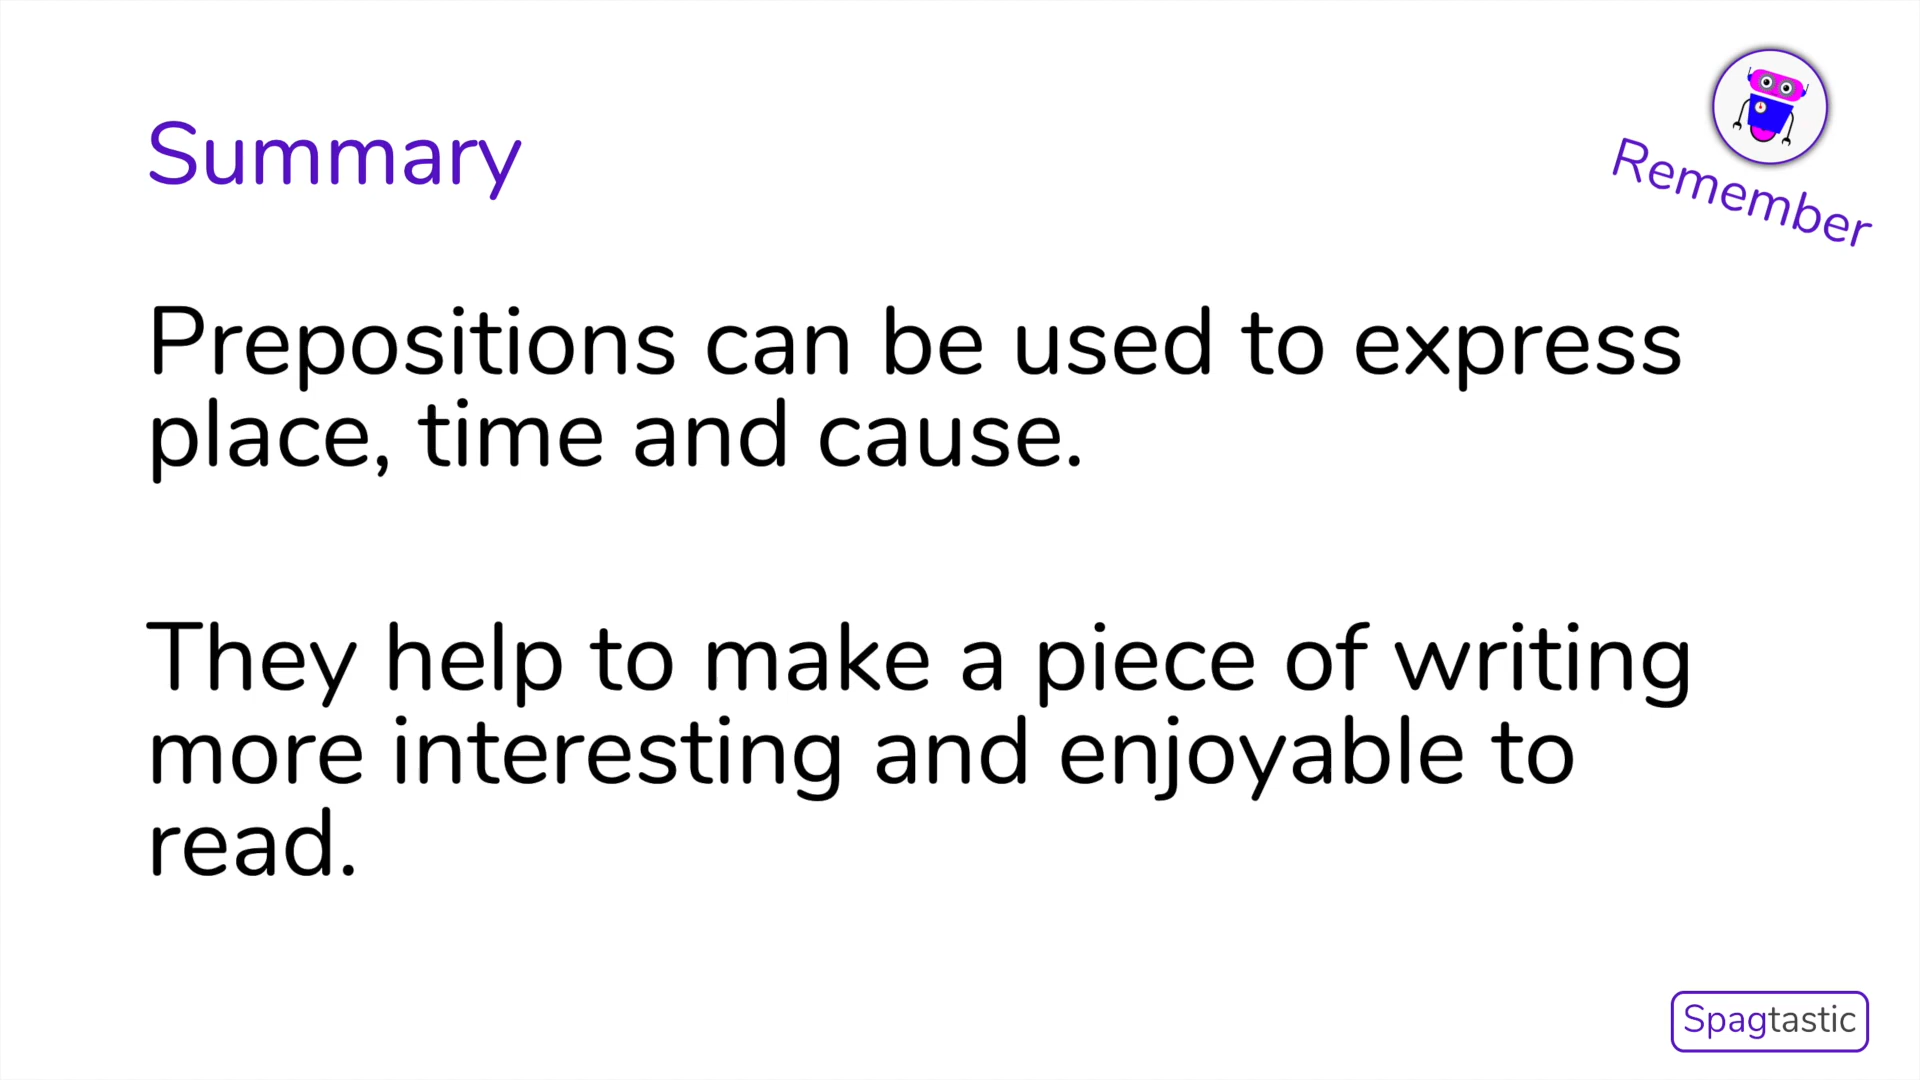 Summary
Remember
Prepositions can be used to express
place, time and cause.
They help to make a piece of writing
more interesting and enjoyable to
read.
Spagtastic